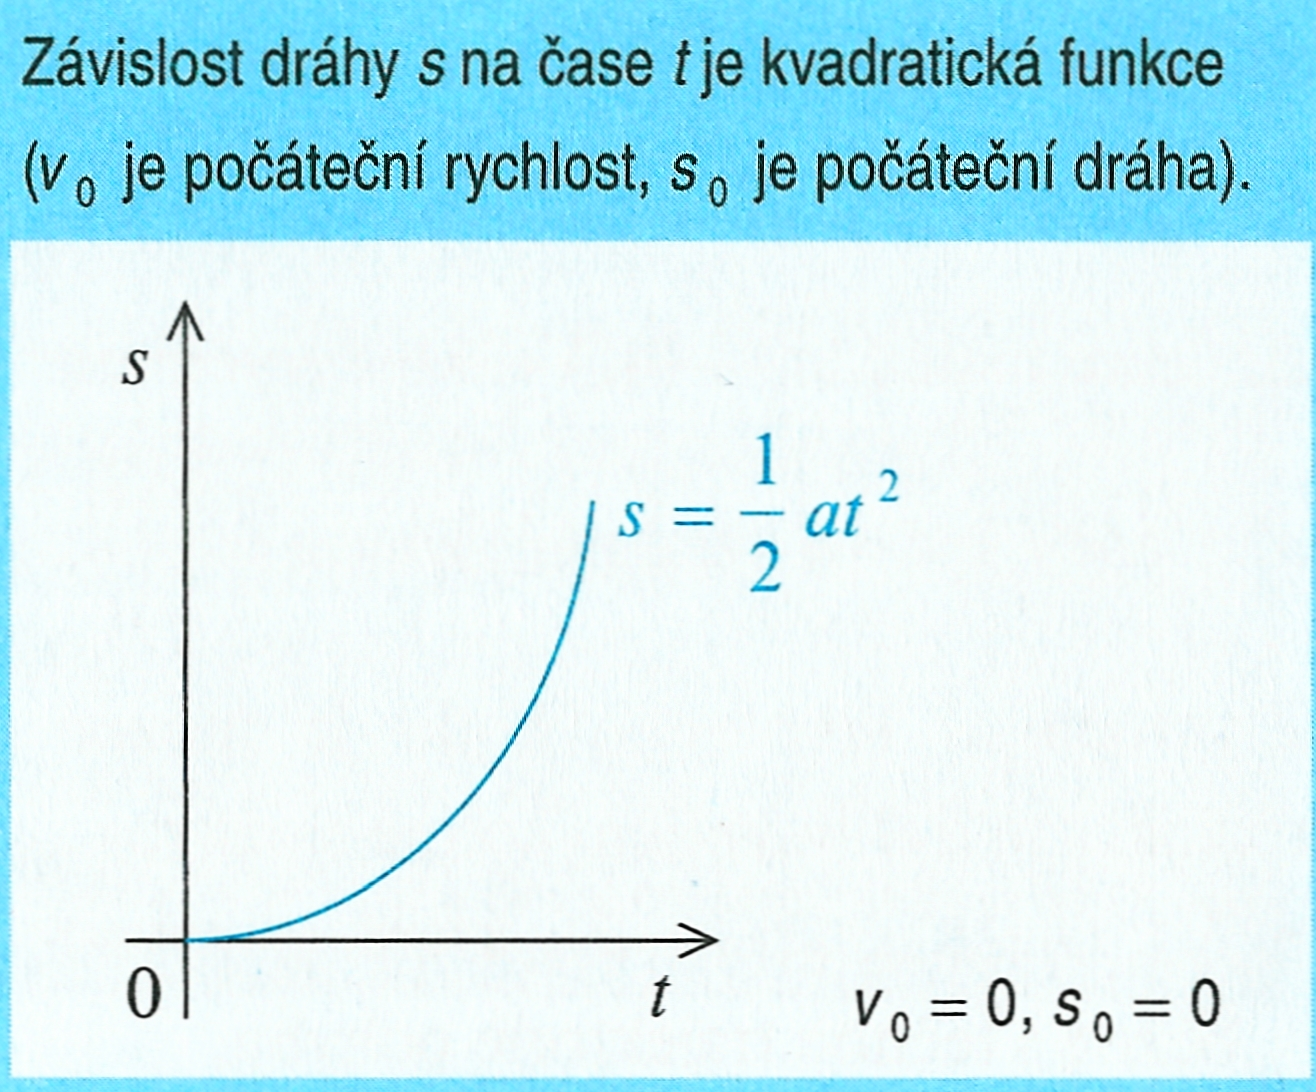 Závislost dráhy s na čase t je kvadratická funkce
(v₀ je počáteční rychlost, s₀ je počáteční dráha).
s
s = 1/2 at²
0
t
v₀ = 0, s₀ = 0